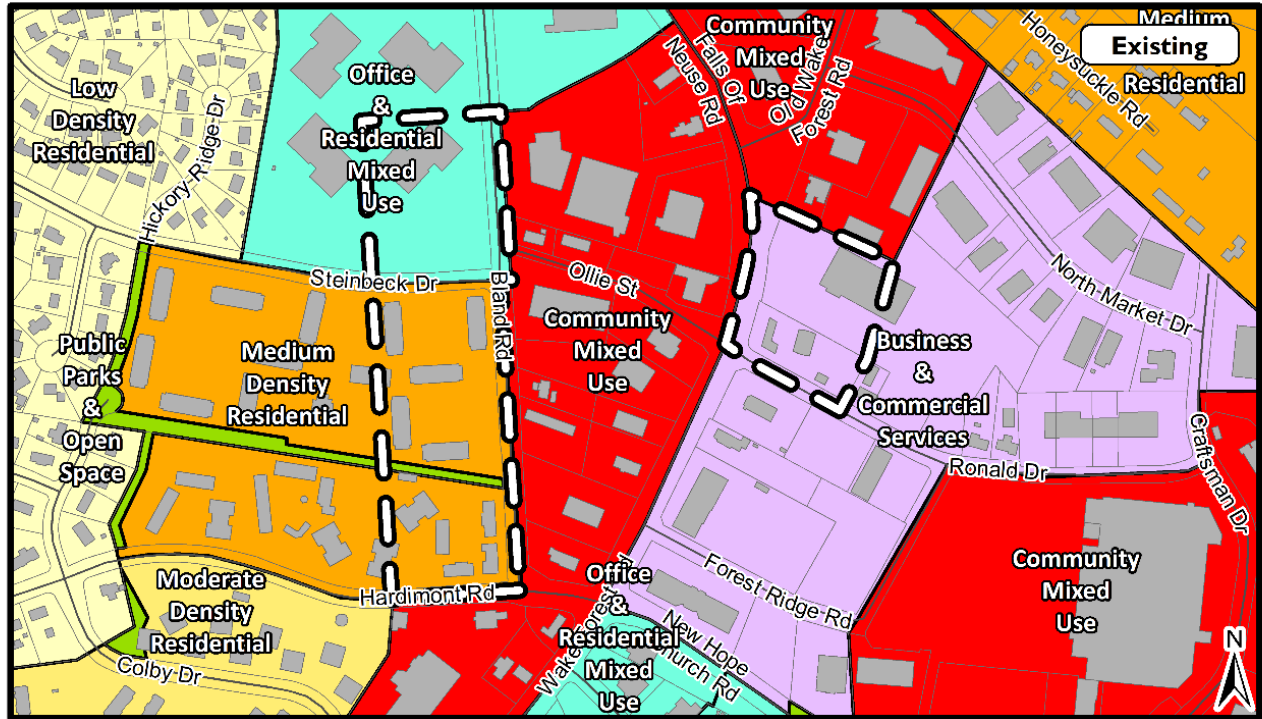 Existing
Medium
Residential
Honeysuckle Rd
Community
Mixed
Use
Falls Of
Neuse Rd
Old Wake
Forest Rd
Office
&
Residential
Mixed
Use
Low
Density
Residential
Hickory-Ridge-Dr
Steinbeck Dr
Bland Rd
Ollie St
North-Market Dr
Community
Mixed
Use
Business
&
Commercial
Services
Public
Parks
&
Open
Space
Medium
Density
Residential
Ronald Dr
Craftsman Dr
Community
Mixed
Use
Moderate
Density
Residential
Hardimont Rd
Colby Dr
Office
&
Residential
Mixed
Use
Forest-Ridge-Rd
New Hope
Church Rd
N